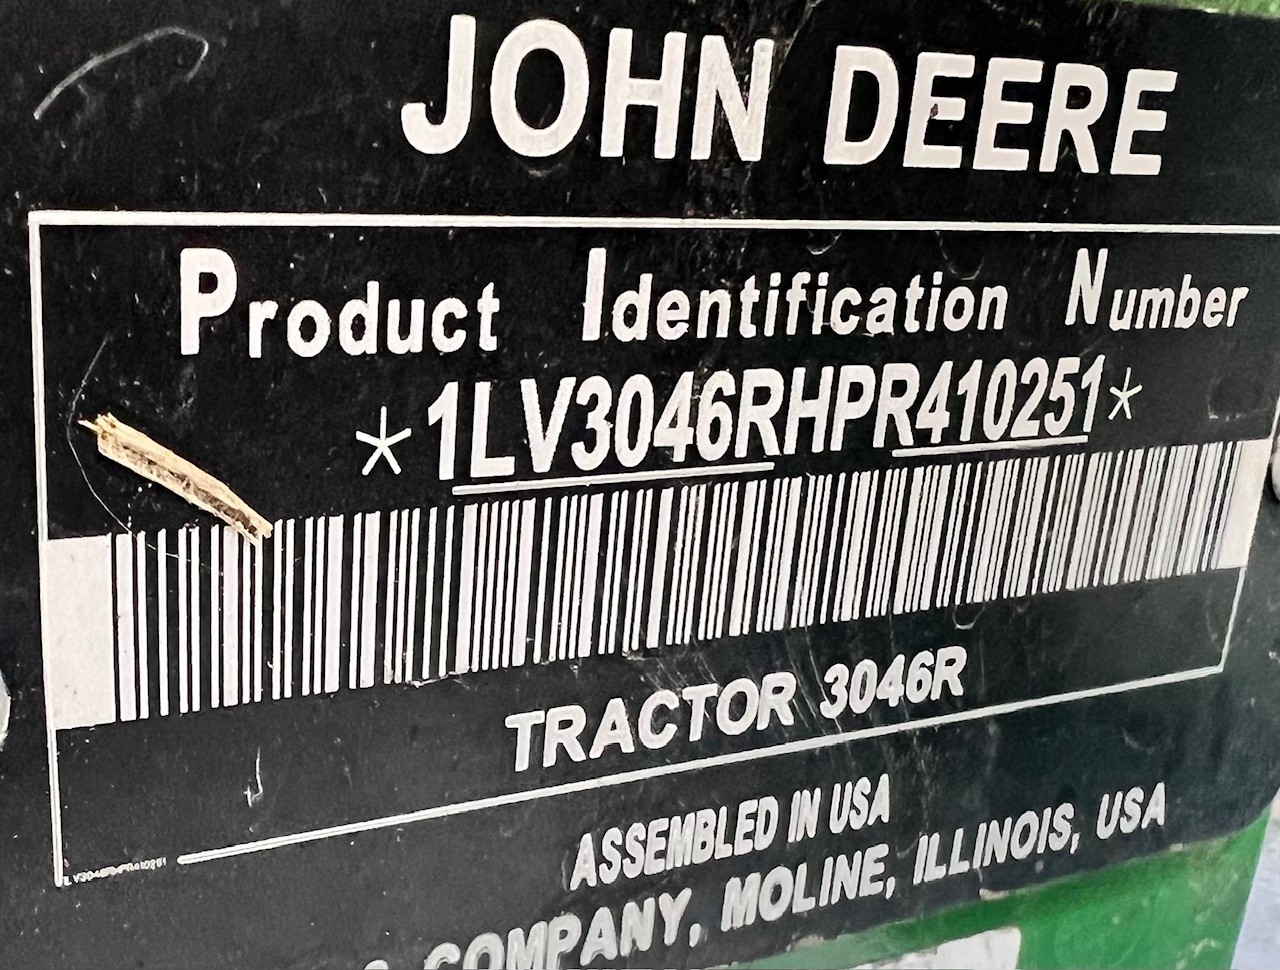 JOHN DEERE
Product Identification Number
*1LV3046RHPR410251*
TRACTOR 3046R
ASSEMBLED IN USA
COMPANY, MOLINE, ILLINOIS, USA